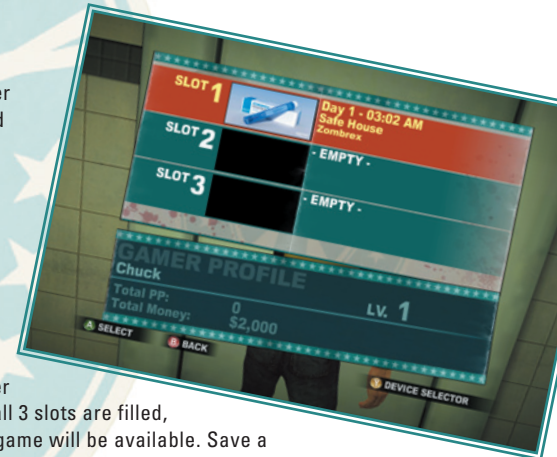 er
d
SLOT 1
Day 1 - 03:02 AM
Safe House
Zombrex
SLOT 2
- EMPTY -
SLOT 3
- EMPTY -
GAMER PROFILE
Chuck
Total PP: 0
Total Money: $2,000
LV. 1
A SELECT
B BACK
X DEVICE SELECTOR
er
all 3 slots are filled,
game will be available. Save a